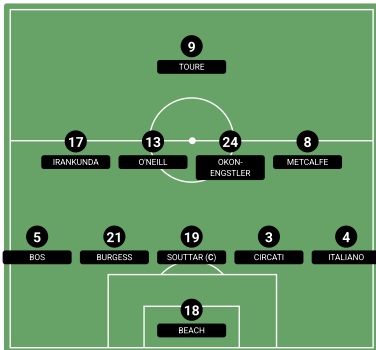 9
TOURE
17 13 24 8
IRANKUNDA O'NEILL OKON- METCALFE
ENGSTLER
5 21 19 3 4
BOS BURGESS SOUTTAR (C) CIRCATI ITALIANO
18
BEACH